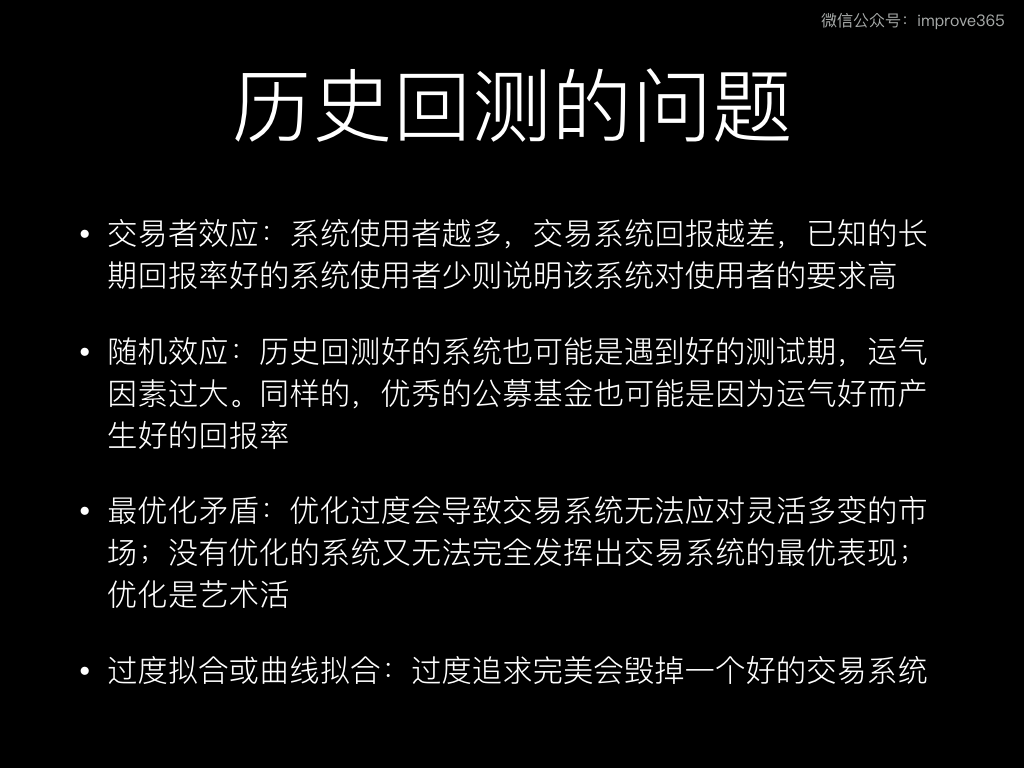 微信公众号：improve365
历史回测的问题
• 交易者效应：系统使用者越多，交易系统回报越差，已知的长
期回报率好的系统使用者少则说明该系统对使用者的要求高
• 随机效应：历史回测好的系统也可能是遇到好的测试期，运气
因素过大。同样的，优秀的公募基金也可能是因为运气好而产
生好的回报率
• 最优化矛盾：优化过度会导致交易系统无法应对灵活多变的市
场；没有优化的系统又无法完全发挥出交易系统的最优表现；
优化是艺术活
• 过度拟合或曲线拟合：过度追求完美会毁掉一个好的交易系统